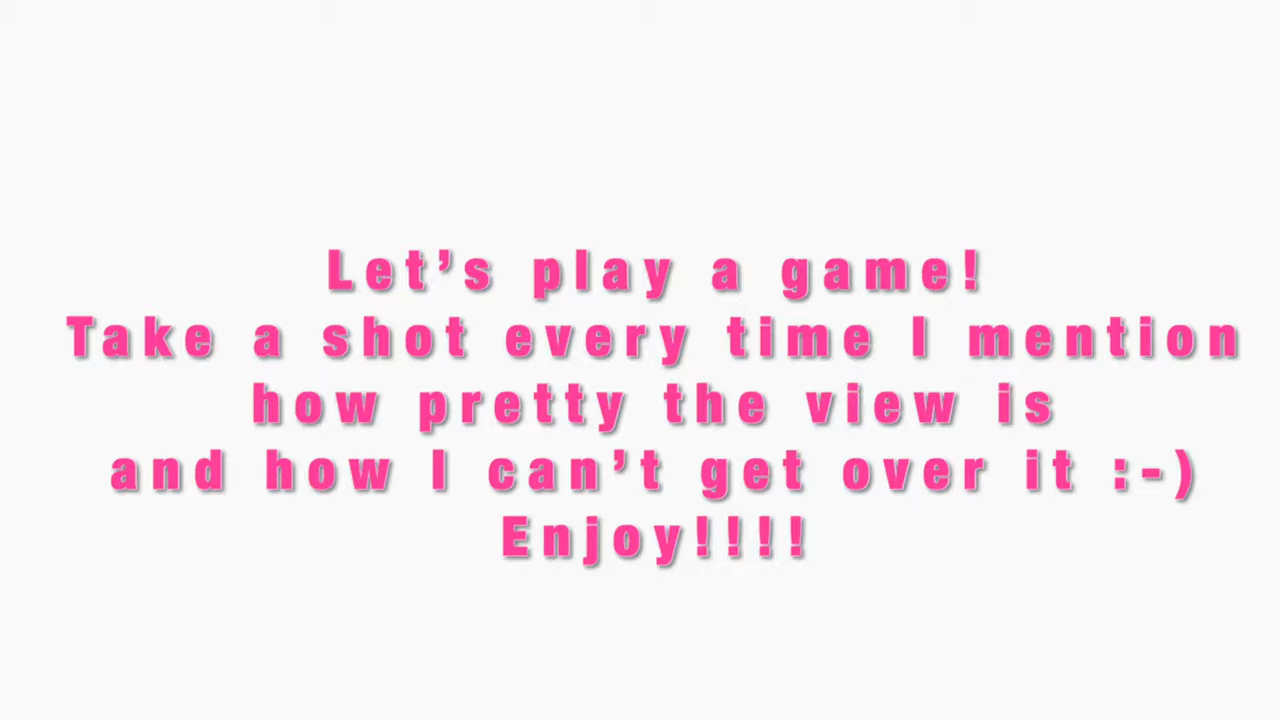 Let’s play a game!
Take a shot every time I mention
how pretty the view is
and how I can’t get over it :-)
Enjoy!!!!